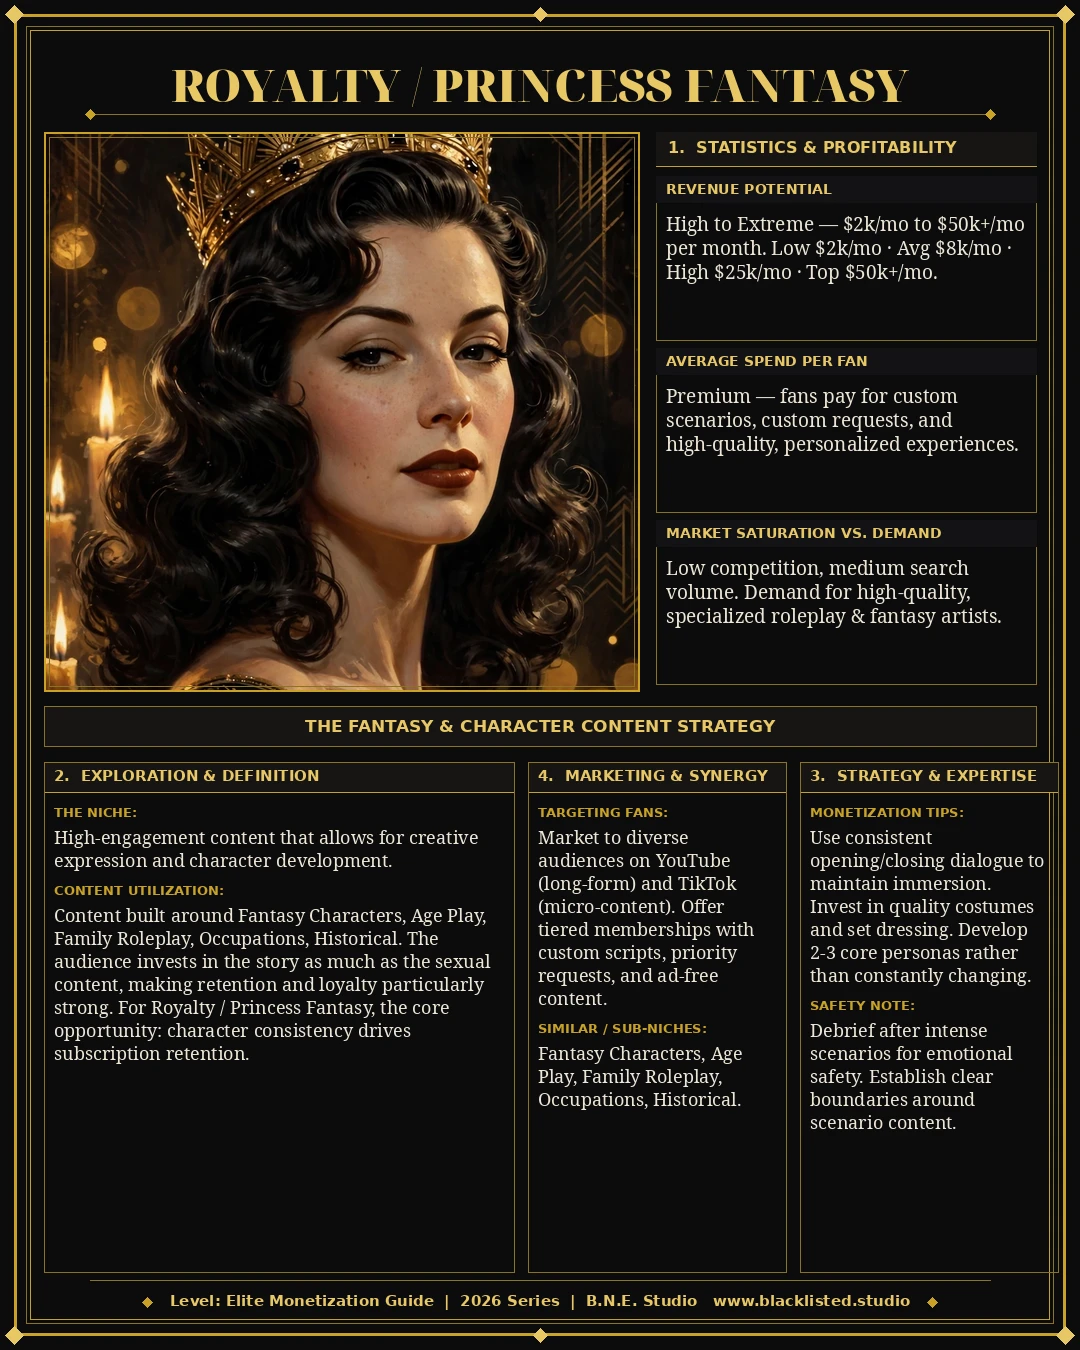 ROYALTY / PRINCESS FANTASY
1. STATISTICS & PROFITABILITY
REVENUE POTENTIAL
High to Extreme — $2k/mo to $50k+/mo
per month. Low $2k/mo · Avg $8k/mo ·
High $25k/mo · Top $50k+/mo.
AVERAGE SPEND PER FAN
Premium — fans pay for custom
scenarios, custom requests, and
high-quality, personalized experiences.
MARKET SATURATION VS. DEMAND
Low competition, medium search
volume. Demand for high-quality,
specialized roleplay & fantasy artists.
THE FANTASY & CHARACTER CONTENT STRATEGY
2. EXPLORATION & DEFINITION
THE NICHE:
High-engagement content that allows for creative
expression and character development.
CONTENT UTILIZATION:
Content built around Fantasy Characters, Age Play,
Family Roleplay, Occupations, Historical. The
audience invests in the story as much as the sexual
content, making retention and loyalty particularly
strong. For Royalty / Princess Fantasy, the core
opportunity: character consistency drives
subscription retention.
4. MARKETING & SYNERGY
TARGETING FANS:
Market to diverse
audiences on YouTube
(long-form) and TikTok
(micro-content). Offer
tiered memberships with
custom scripts, priority
requests, and ad-free
content.
SIMILAR / SUB-NICHES:
Fantasy Characters, Age
Play, Family Roleplay,
Occupations, Historical.
3. STRATEGY & EXPERTISE
MONETIZATION TIPS:
Use consistent
opening/closing dialogue to
maintain immersion.
Invest in quality costumes
and set dressing. Develop
2-3 core personas rather
than constantly changing.
SAFETY NOTE:
Debrief after intense
scenarios for emotional
safety. Establish clear
boundaries around
scenario content.
Level: Elite Monetization Guide | 2026 Series | B.N.E. Studio www.blacklisted.studio